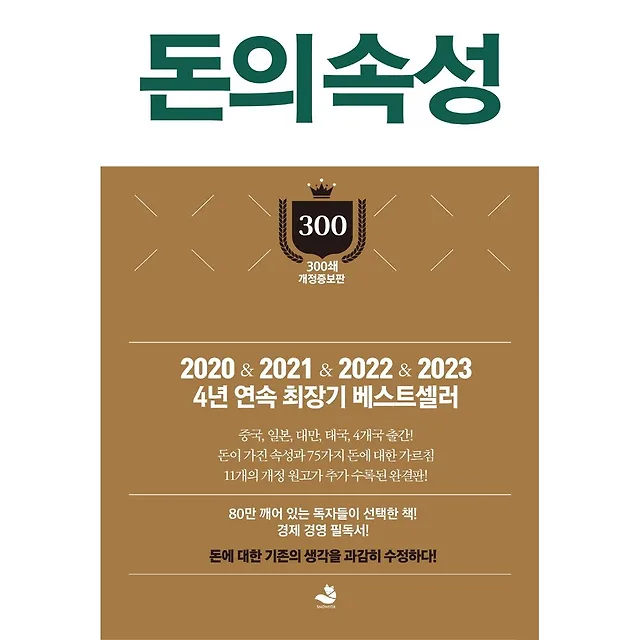 돈의 속성
300
300쇄
개정증보판
2020 & 2021 & 2022 & 2023
4년 연속 최장기 베스트셀러
중국, 일본, 대만, 태국, 4개국 출간!
돈이 가진 속성과 75가지 돈에 대한 가르침
11개의 개정 원고가 추가 수록된 완결판!
80만 깨어 있는 독자들이 선택한 책!
경제 경영 필독서!
돈에 대한 기존의 생각을 과감히 수정하다!
SNOWFOX